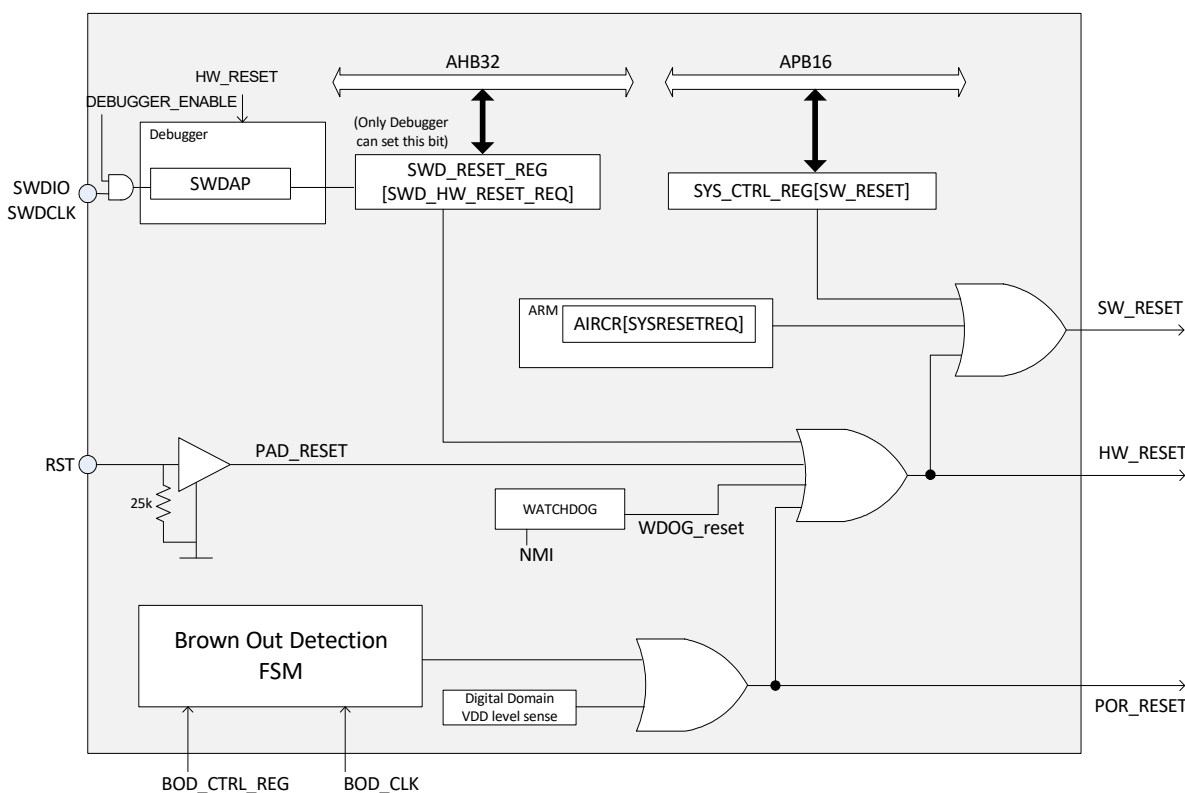 AHB32
APB16
HW_RESET
DEBUGGER_ENABLE
Debugger
(Only Debugger
can set this bit)
SWDAP
SWD_RESET_REG
[SWD_HW_RESET_REQ]
SYS_CTRL_REG[SW_RESET]
SWDIO
SWDCLK
ARM
AIRCR[SYSRESETREQ]
SW_RESET
RST
PAD_RESET
HW_RESET
25k
WATCHDOG
WDOG_reset
NMI
Brown Out Detection
FSM
Digital Domain
VDD level sense
POR_RESET
BOD_CTRL_REG
BOD_CLK